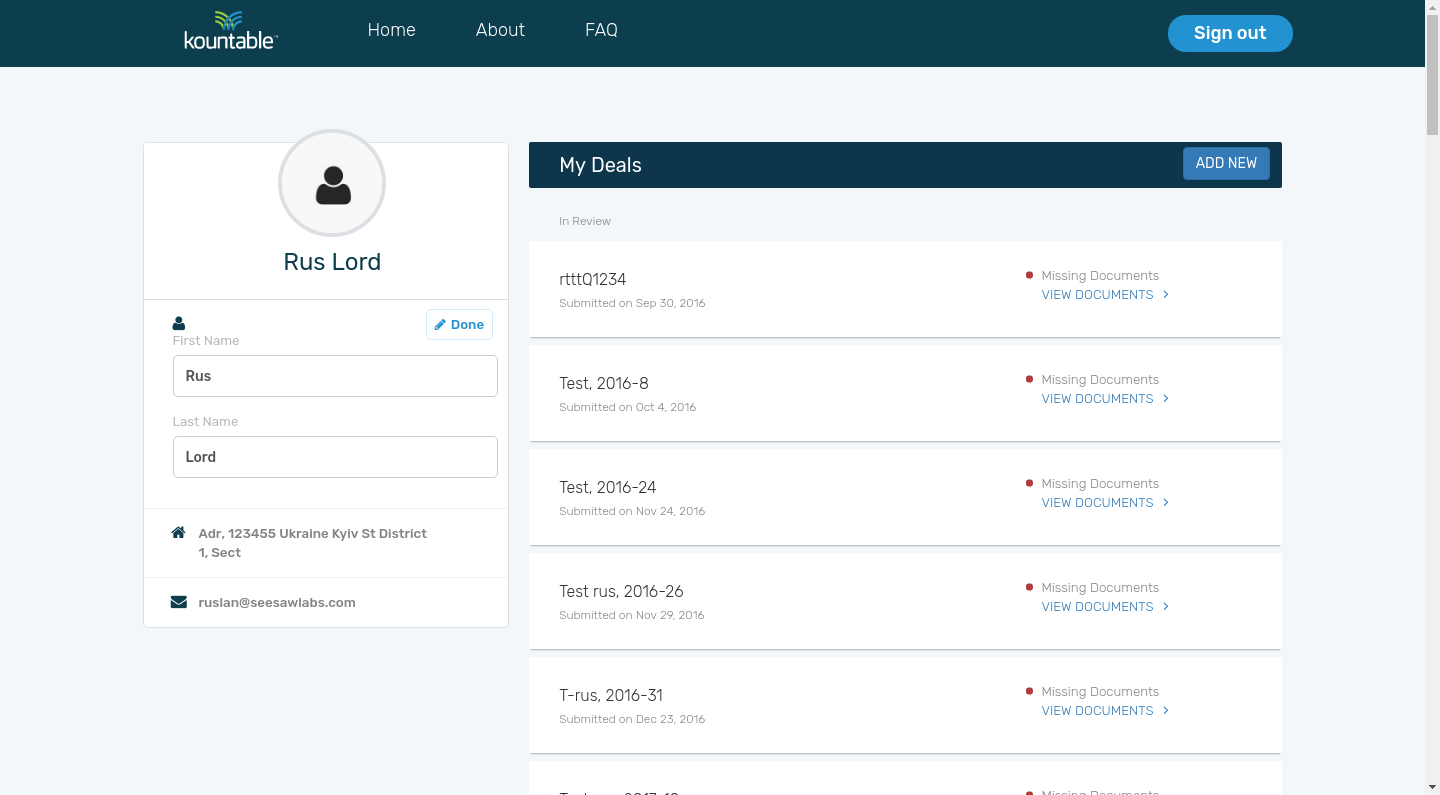 kountable
Home
About
FAQ
Sign out
Rus Lord
Done
First Name
Rus
Last Name
Lord
Adr, 123455 Ukraine Kyiv St District
1, Sect
ruslan@seesawlabs.com
My Deals
ADD NEW
In Review
rtttQ1234
Submitted on Sep 30, 2016
Missing Documents
VIEW DOCUMENTS
Test, 2016-8
Submitted on Oct 4, 2016
Missing Documents
VIEW DOCUMENTS
Test, 2016-24
Submitted on Nov 24, 2016
Missing Documents
VIEW DOCUMENTS
Test rus, 2016-26
Submitted on Nov 29, 2016
Missing Documents
VIEW DOCUMENTS
T-rus, 2016-31
Submitted on Dec 23, 2016
Missing Documents
VIEW DOCUMENTS
Missing Documents